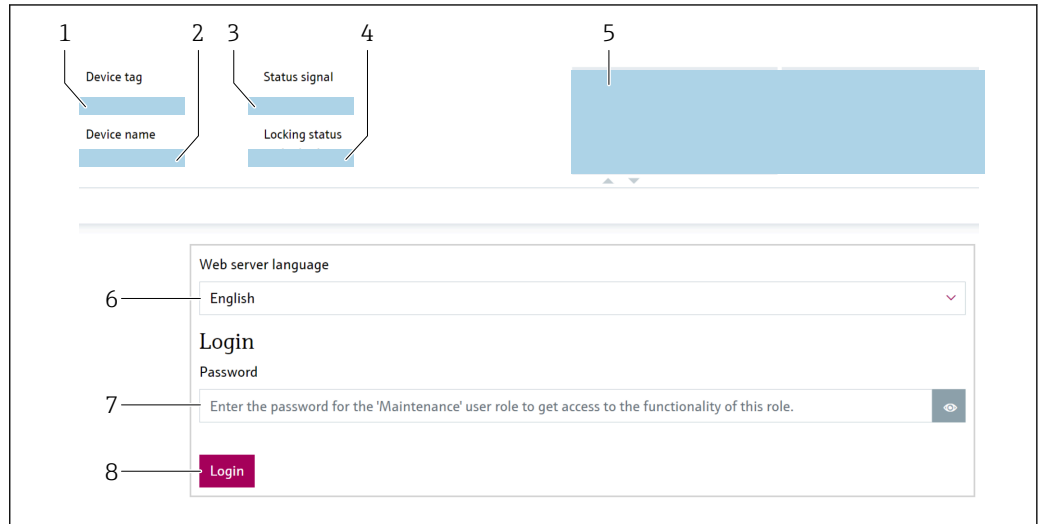 1 2 3 4 5
Device tag Status signal
Device name Locking status
Web server language
6 English
Login
Password
7 Enter the password for the 'Maintenance' user role to get access to the functionality of this role.
8 Login